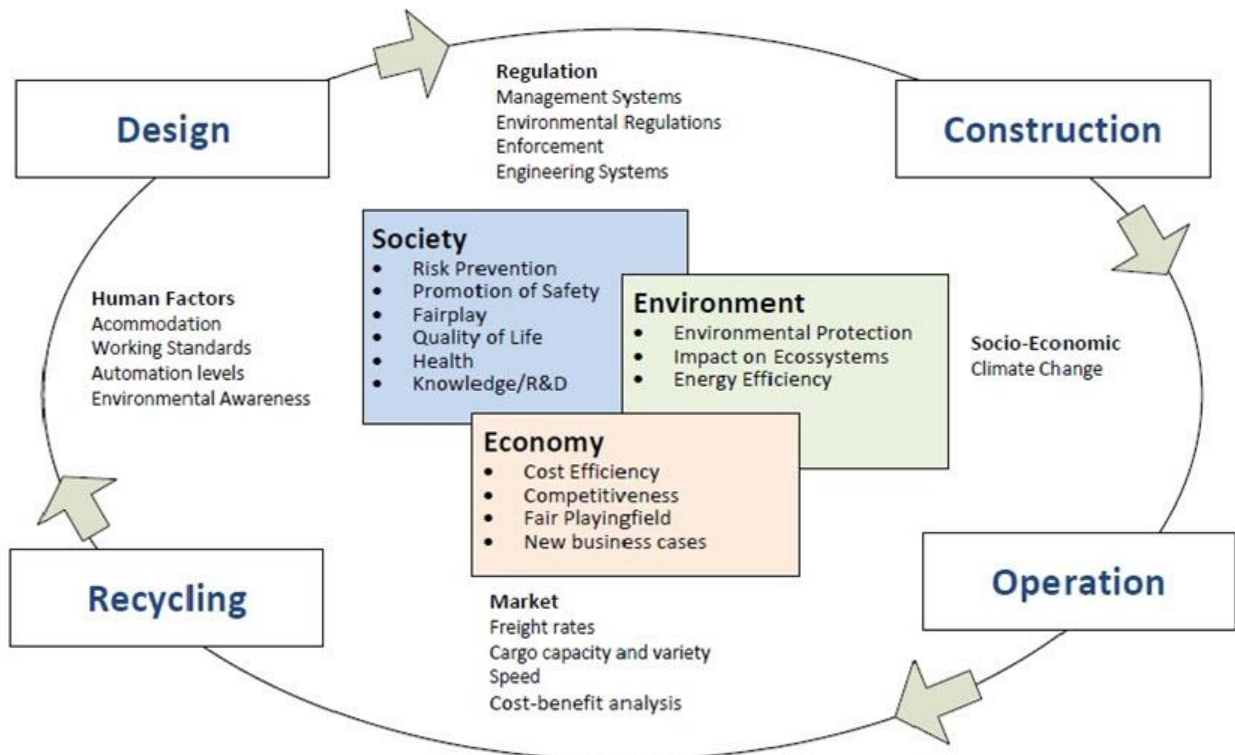 Design
Regulation
Management Systems
Environmental Regulations
Enforcement
Engineering Systems
Construction
Society
• Risk Prevention
• Promotion of Safety
• Fairplay
• Quality of Life
• Health
• Knowledge/R&D
Environment
• Environmental Protection
• Impact on Ecossystems
• Energy Efficiency
Human Factors
Acommodation
Working Standards
Automation levels
Environmental Awareness
Socio-Economic
Climate Change
Economy
• Cost Efficiency
• Competitiveness
• Fair Playingfield
• New business cases
Recycling
Operation
Market
Freight rates
Cargo capacity and variety
Speed
Cost-benefit analysis